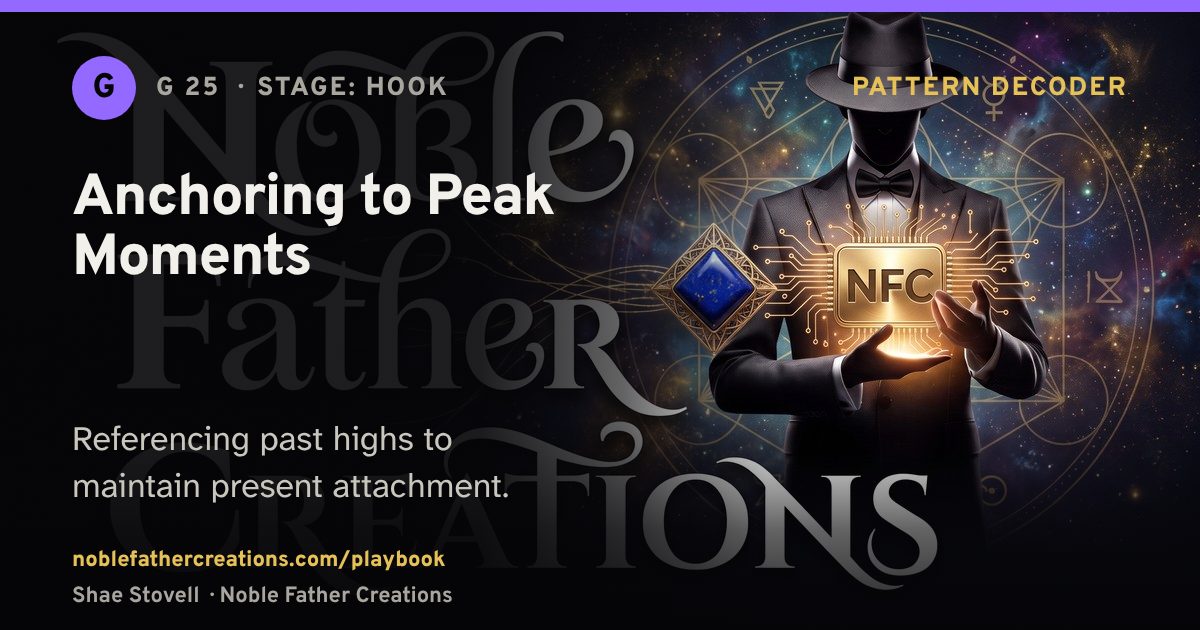 G
G 25 · STAGE: HOOK
PATTERN DECODER
Anchoring to Peak
Moments
NFC
Referencing past highs to
maintain present attachment.
noblefathercreations.com/playbook
Shae Stovell · Noble Father Creations
Noble
Father
Creations